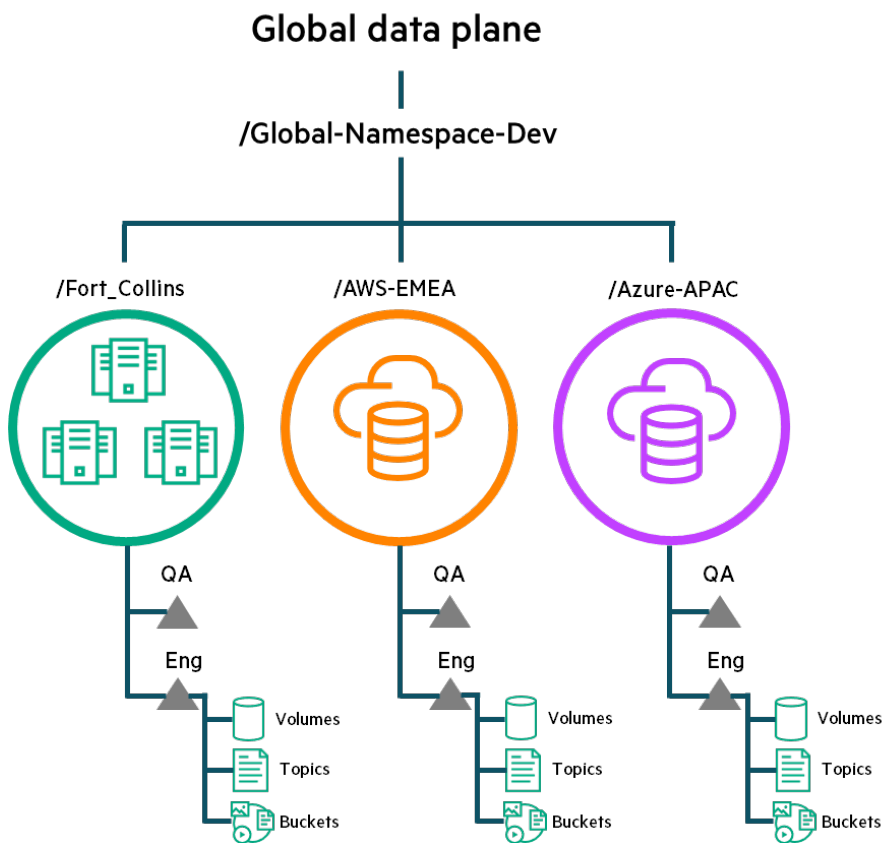 Global data plane
/Global-Namespace-Dev
/Fort_Collins
/AWS-EMEA
/Azure-APAC
QA
QA
QA
Eng
Eng
Eng
Volumes
Volumes
Volumes
Topics
Topics
Topics
Buckets
Buckets
Buckets